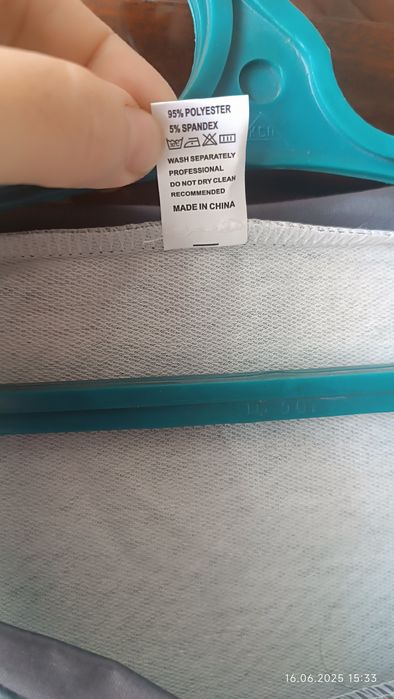 95% POLYESTER
5% SPANDEX
WASH SEPARATELY
PROFESSIONAL
DO NOT DRY CLEAN
RECOMMENDED
MADE IN CHINA
16.06.2025 15:33